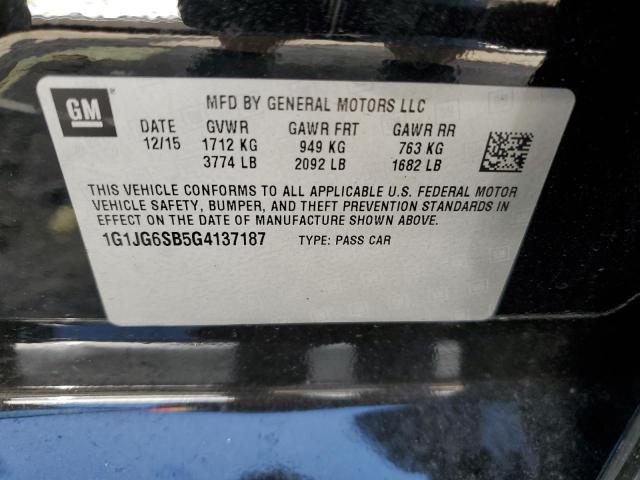 GM
MFD BY GENERAL MOTORS LLC
DATE GVWR GAWR FRT GAWR RR
12/15 1712 KG 949 KG 763 KG
3774 LB 2092 LB 1682 LB
THIS VEHICLE CONFORMS TO ALL APPLICABLE U.S. FEDERAL MOTOR
VEHICLE SAFETY, BUMPER, AND THEFT PREVENTION STANDARDS IN
EFFECT ON THE DATE OF MANUFACTURE SHOWN ABOVE.
1G1JG6SB5G4137187 TYPE: PASS CAR